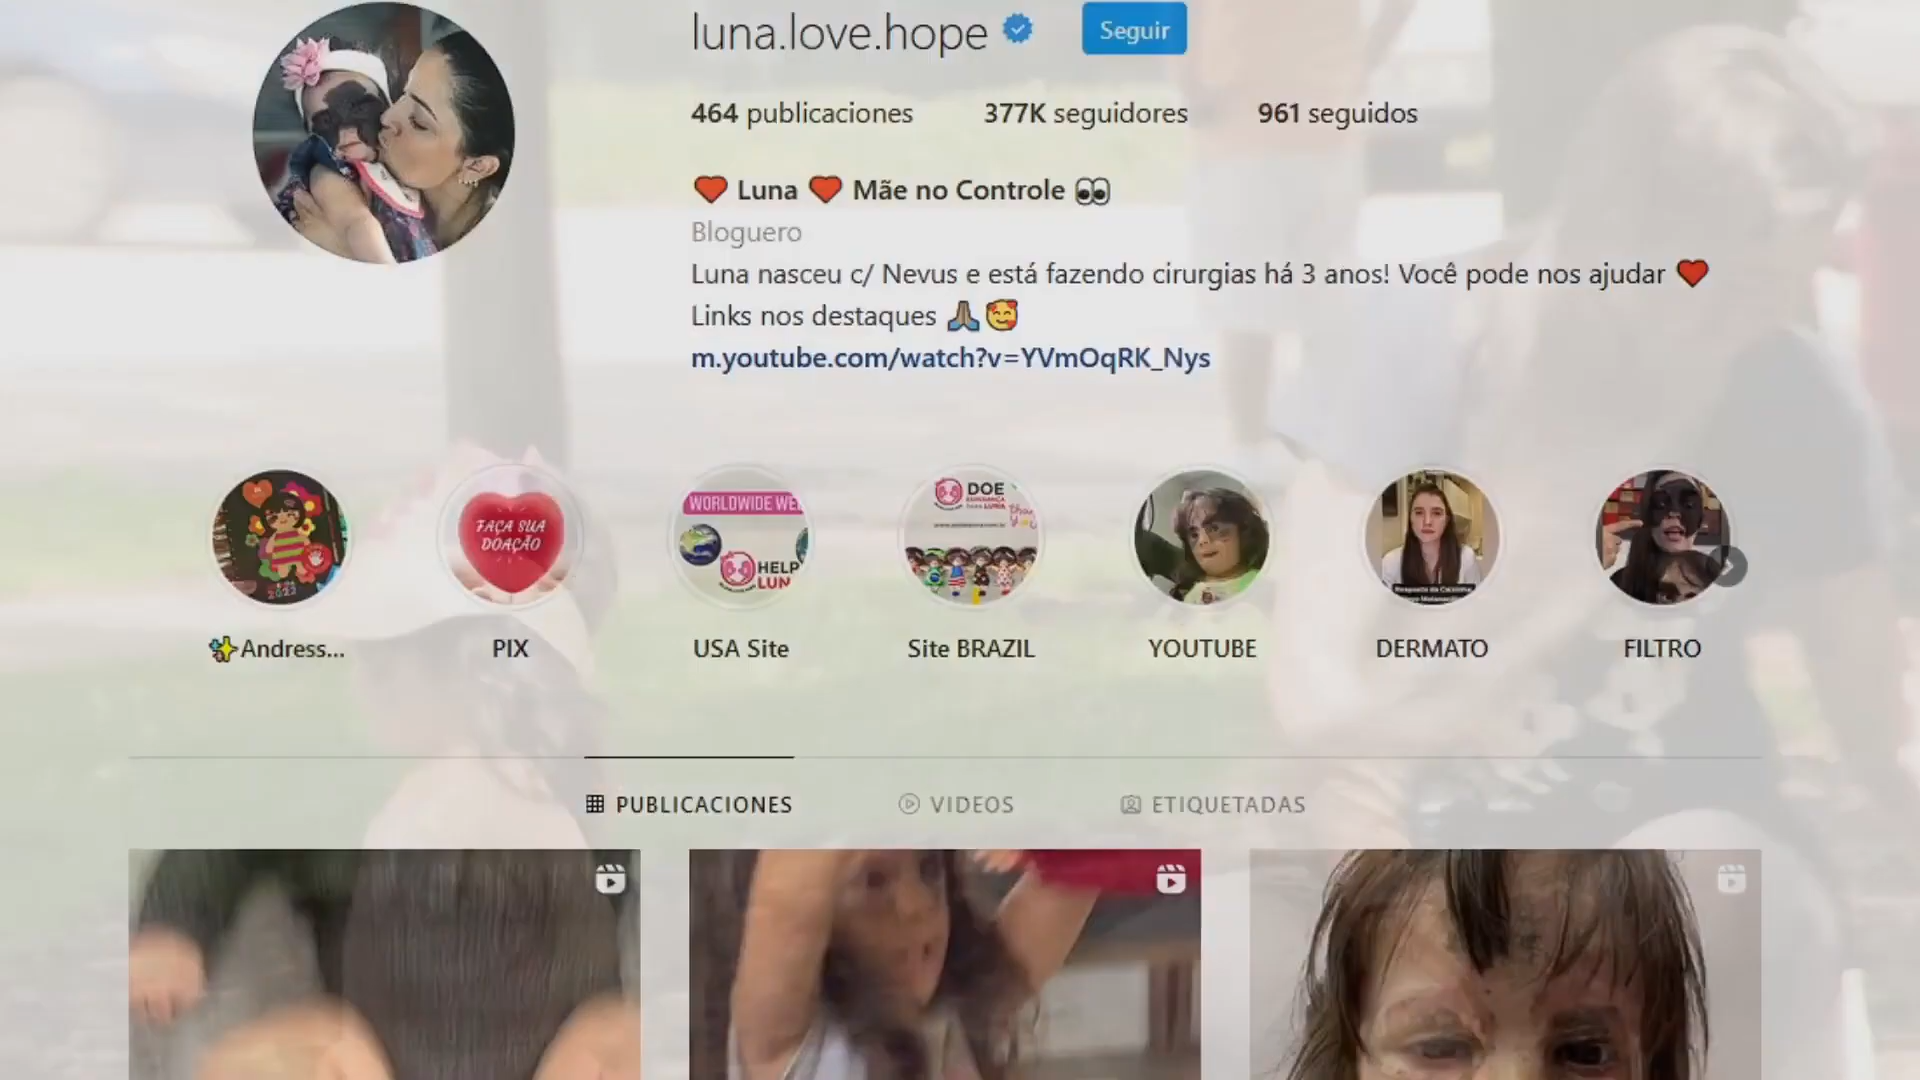 luna.love.hope
Seguir
464 publicaciones 377K seguidores 961 seguidos
Luna Mãe no Controle
Bloguero
Luna nasceu c/ Nevus e está fazendo cirurgias há 3 anos! Você pode nos ajudar
Links nos destaques
m.youtube.com/watch?v=YVmOqRK_Nys
FAÇA SUA
DOAÇÃO
WORLDWIDE WE
HELP
LUN
DOE
2022
Andress...
PIX
USA Site
Site BRAZIL
YOUTUBE
DERMATO
FILTRO
PUBLICACIONES
VIDEOS
ETIQUETADAS